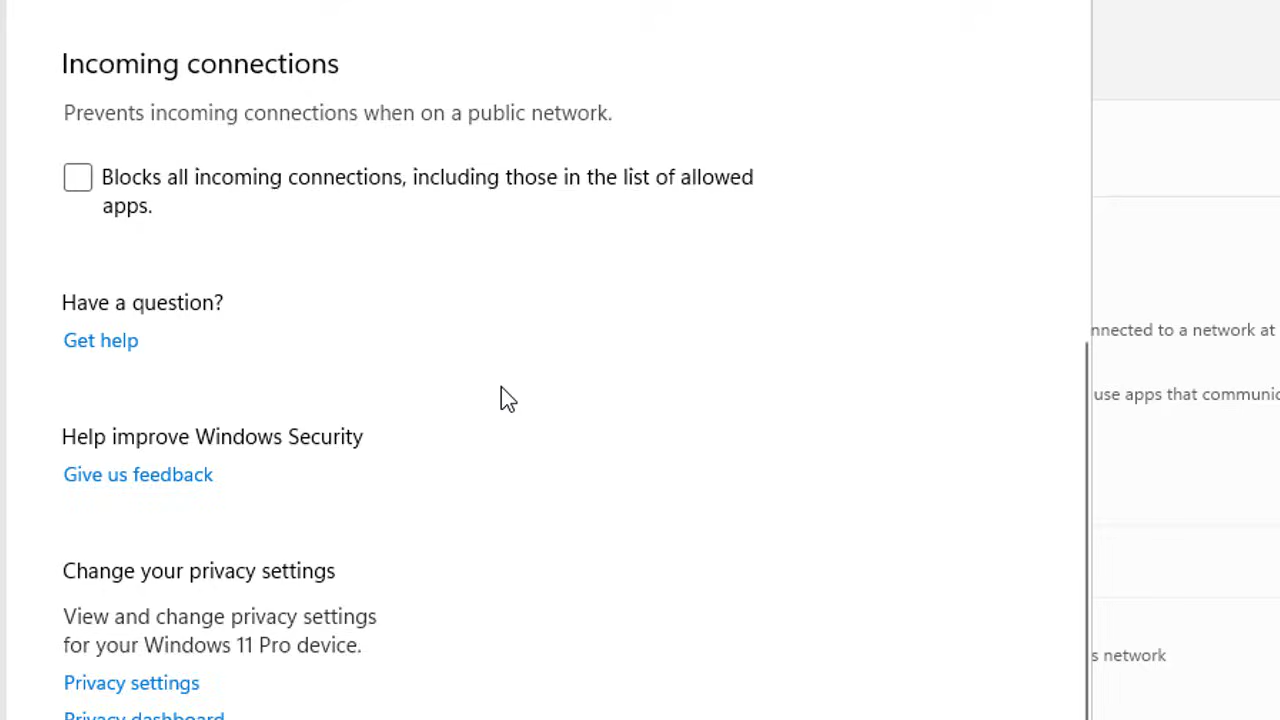 Incoming connections
Prevents incoming connections when on a public network.
Blocks all incoming connections, including those in the list of allowed
apps.
Have a question?
Get help
Help improve Windows Security
Give us feedback
Change your privacy settings
View and change privacy settings
for your Windows 11 Pro device.
Privacy settings
Privacy dashboard
nnected to a network at
use apps that communic
s network